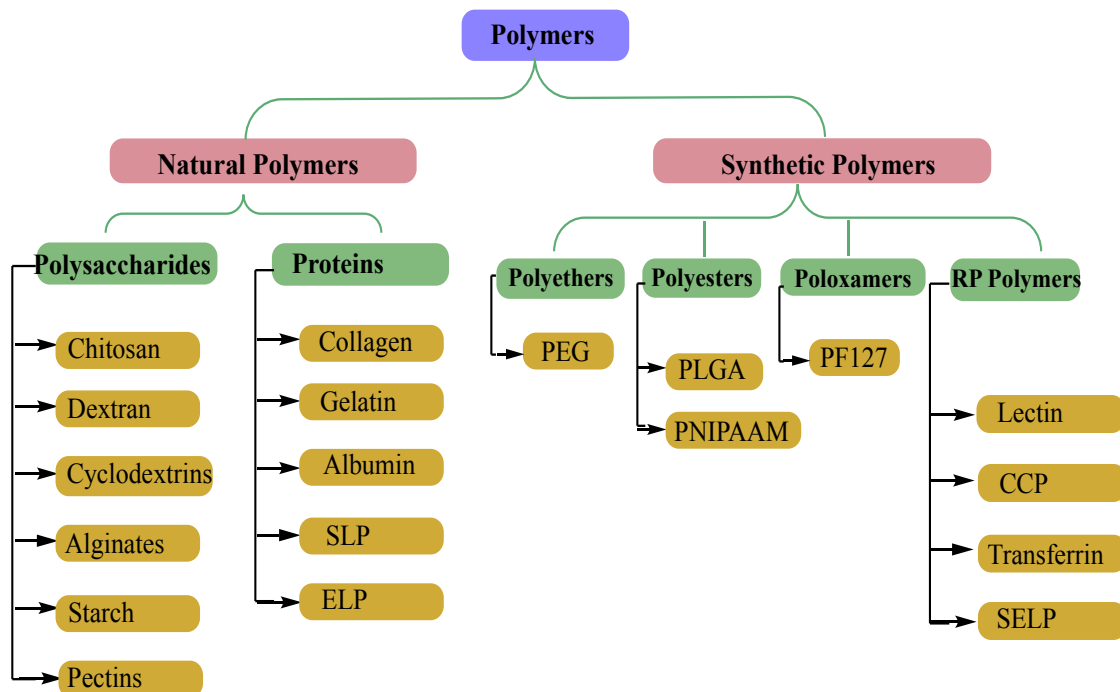 Polymers
Natural Polymers
Synthetic Polymers
Polysaccharides
Proteins
Polyethers
Polyesters
Poloxamers
RP Polymers
Chitosan
Dextran
Cyclodextrins
Alginates
Starch
Pectins
Collagen
Gelatin
Albumin
SLP
ELP
PEG
PLGA
PNIPAAM
PF127
Lectin
CCP
Transferrin
SELP